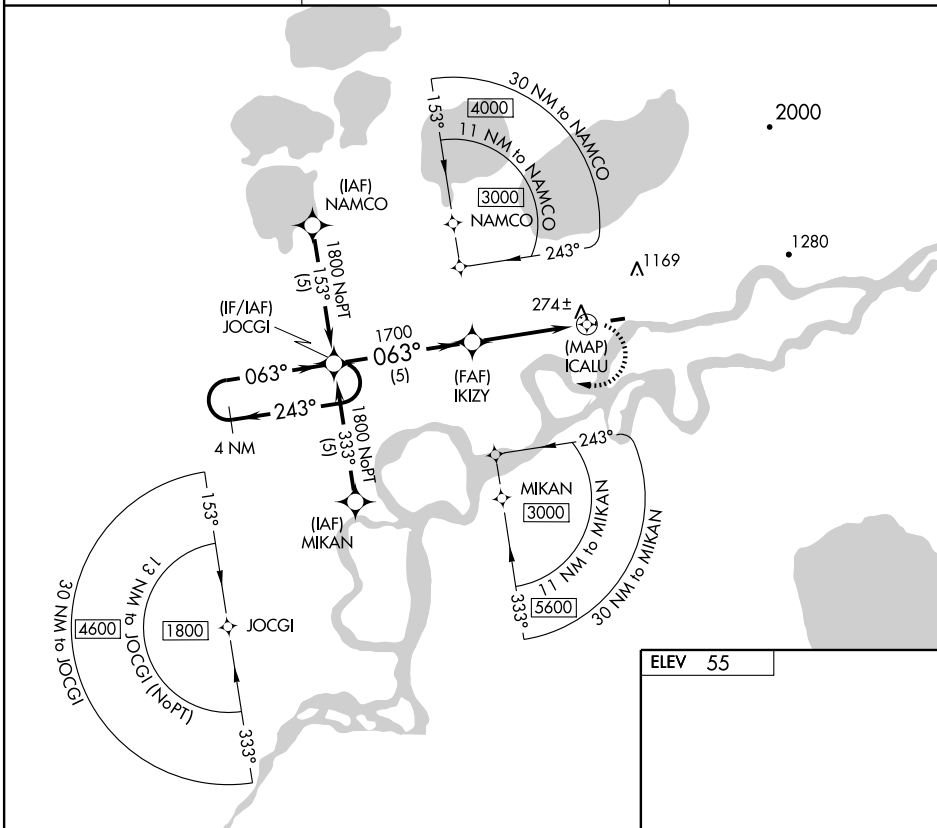 30 NM to NAMCO
4000
153°
11 NM to NAMCO
2000
(IAF)
NAMCO
3000
NAMCO
243°
1280
1169
1800 NoPT
153°
(5)
(IF/IAF)
JOCGI
274±
1700
063°
(5)
063°
(MAP)
ICALU
(FAF)
IKIZY
243°
4 NM
1800 NoPT
333°
(5)
243°
MIKAN
3000
11 NM to MIKAN
30 NM to MIKAN
333°
5600
(IAF)
MIKAN
153°
13 NM to JOCGI (NoPT)
30 NM to JOCGI
4600
1800
JOCGI
333°
ELEV 55